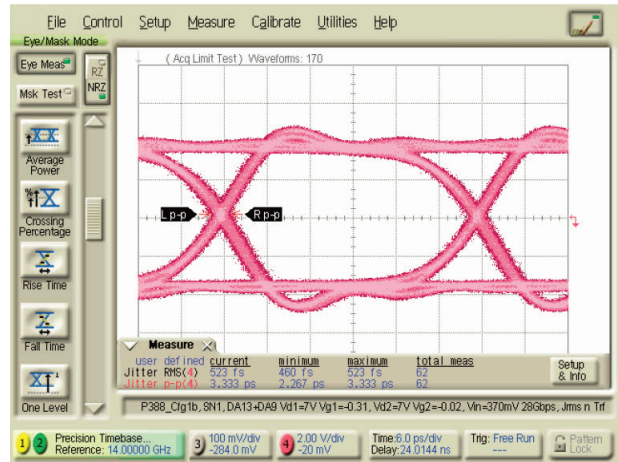 File Control Setup Measure Calibrate Utilities Help
Eye/Mask Mode
Eye Meas
RZ
NRZ
Msk Test
( Acq Limit Test ) Waveforms: 170
Average Power
Crossing Percentage
Rise Time
Fall Time
One Level
L p-p
R p-p
Measure
user defined current minimum maximum total meas
Jitter RMS(4) 523 fs 460 fs 523 fs 62
Jitter p-p(4) 3.333 ps 2.267 ps 3.333 ps 62
Setup & Info
P388_Cfg1b, SN1, DA13+DA9 Vd1=7V Vg1=-0.31, Vd2=7V Vg2=-0.02, Vin=370mV 28Gbps, Jrms n Trf
1 2 Precision Timebase...
Reference: 14.00000 GHz
3 100 mV/div
-284.0 mV
4 2.00 V/div
-20 mV
Time:6.0 ps/div
Delay:24.0144 ns
Trig: Free Run
---
Pattern Lock